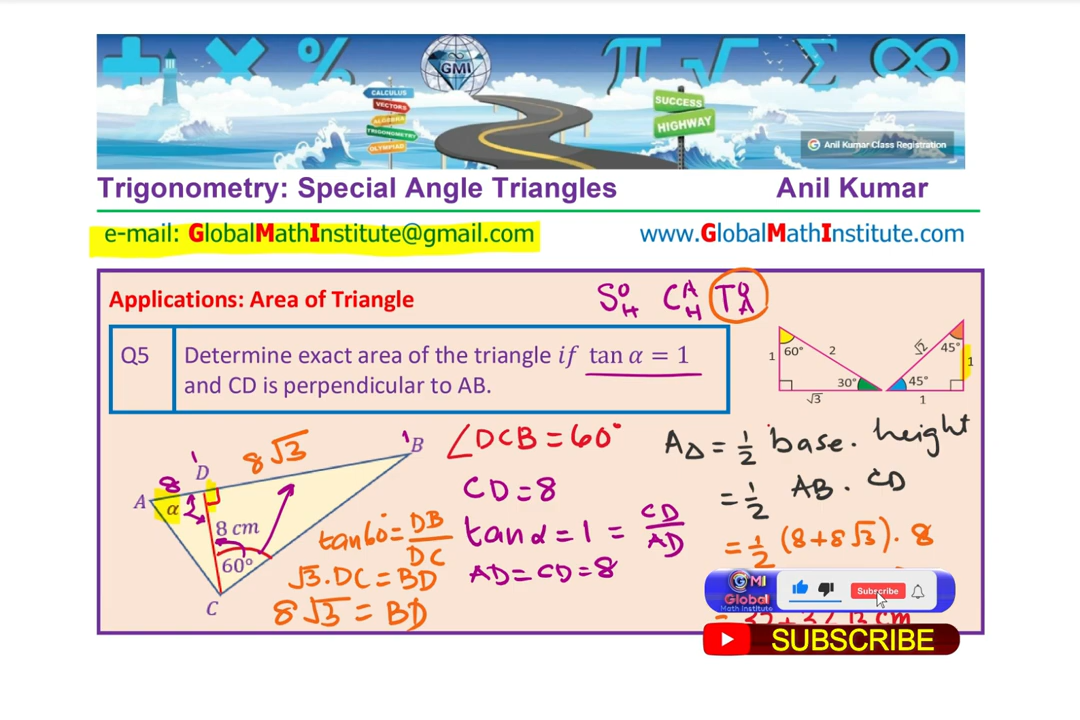 GMI
CALCULUS
VECTORS
ALGEBRA
TRIGONOMETRY
OLYMPIAD
SUCCESS
HIGHWAY
G Anil Kumar Class Registration
Trigonometry: Special Angle Triangles Anil Kumar
e-mail: GlobalMathInstitute@gmail.com www.GlobalMathInstitute.com
Applications: Area of Triangle
S O/H C A/H T O/A
Q5 Determine exact area of the triangle if tan α = 1
and CD is perpendicular to AB.
1 60° 2 30° √3
√2 45° 1 45° 1
A 8 D 8√3 B
α 8 cm
60°
C
∠DCB = 60°
CD = 8
tan α = 1 = CD/AD
AD = CD = 8
tan 60° = DB/DC
√3 . DC = BD
8√3 = BD
A△ = 1/2 base . height
= 1/2 AB . CD
= 1/2 (8+8√3) . 8
GMI
Global
Math Institute
Subscribe
SUBSCRIBE